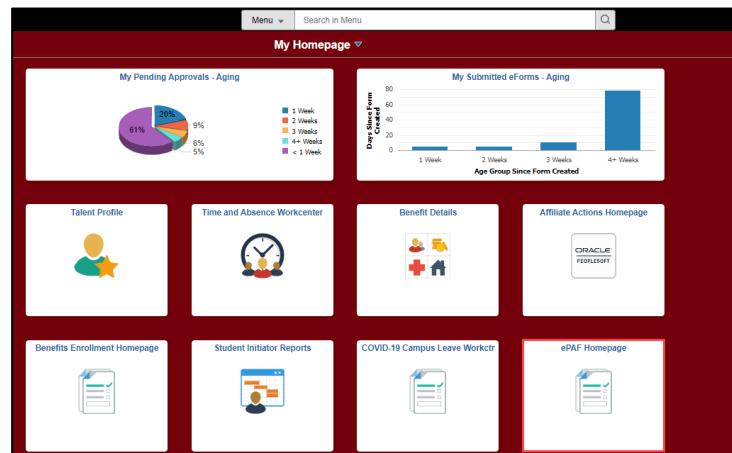 Menu
Search in Menu
My Homepage
My Pending Approvals - Aging
20%
61%
9%
6%
5%
1 Week
2 Weeks
3 Weeks
4+ Weeks
< 1 Week
My Submitted eForms - Aging
Days Since Form
Created
80
60
40
20
0
1 Week
2 Weeks
3 Weeks
4+ Weeks
Age Group Since Form Created
Talent Profile
Time and Absence Workcenter
Benefit Details
Affiliate Actions Homepage
ORACLE
PEOPLESOFT
Benefits Enrollment Homepage
Student Initiator Reports
COVID-19 Campus Leave Workctr
ePAF Homepage